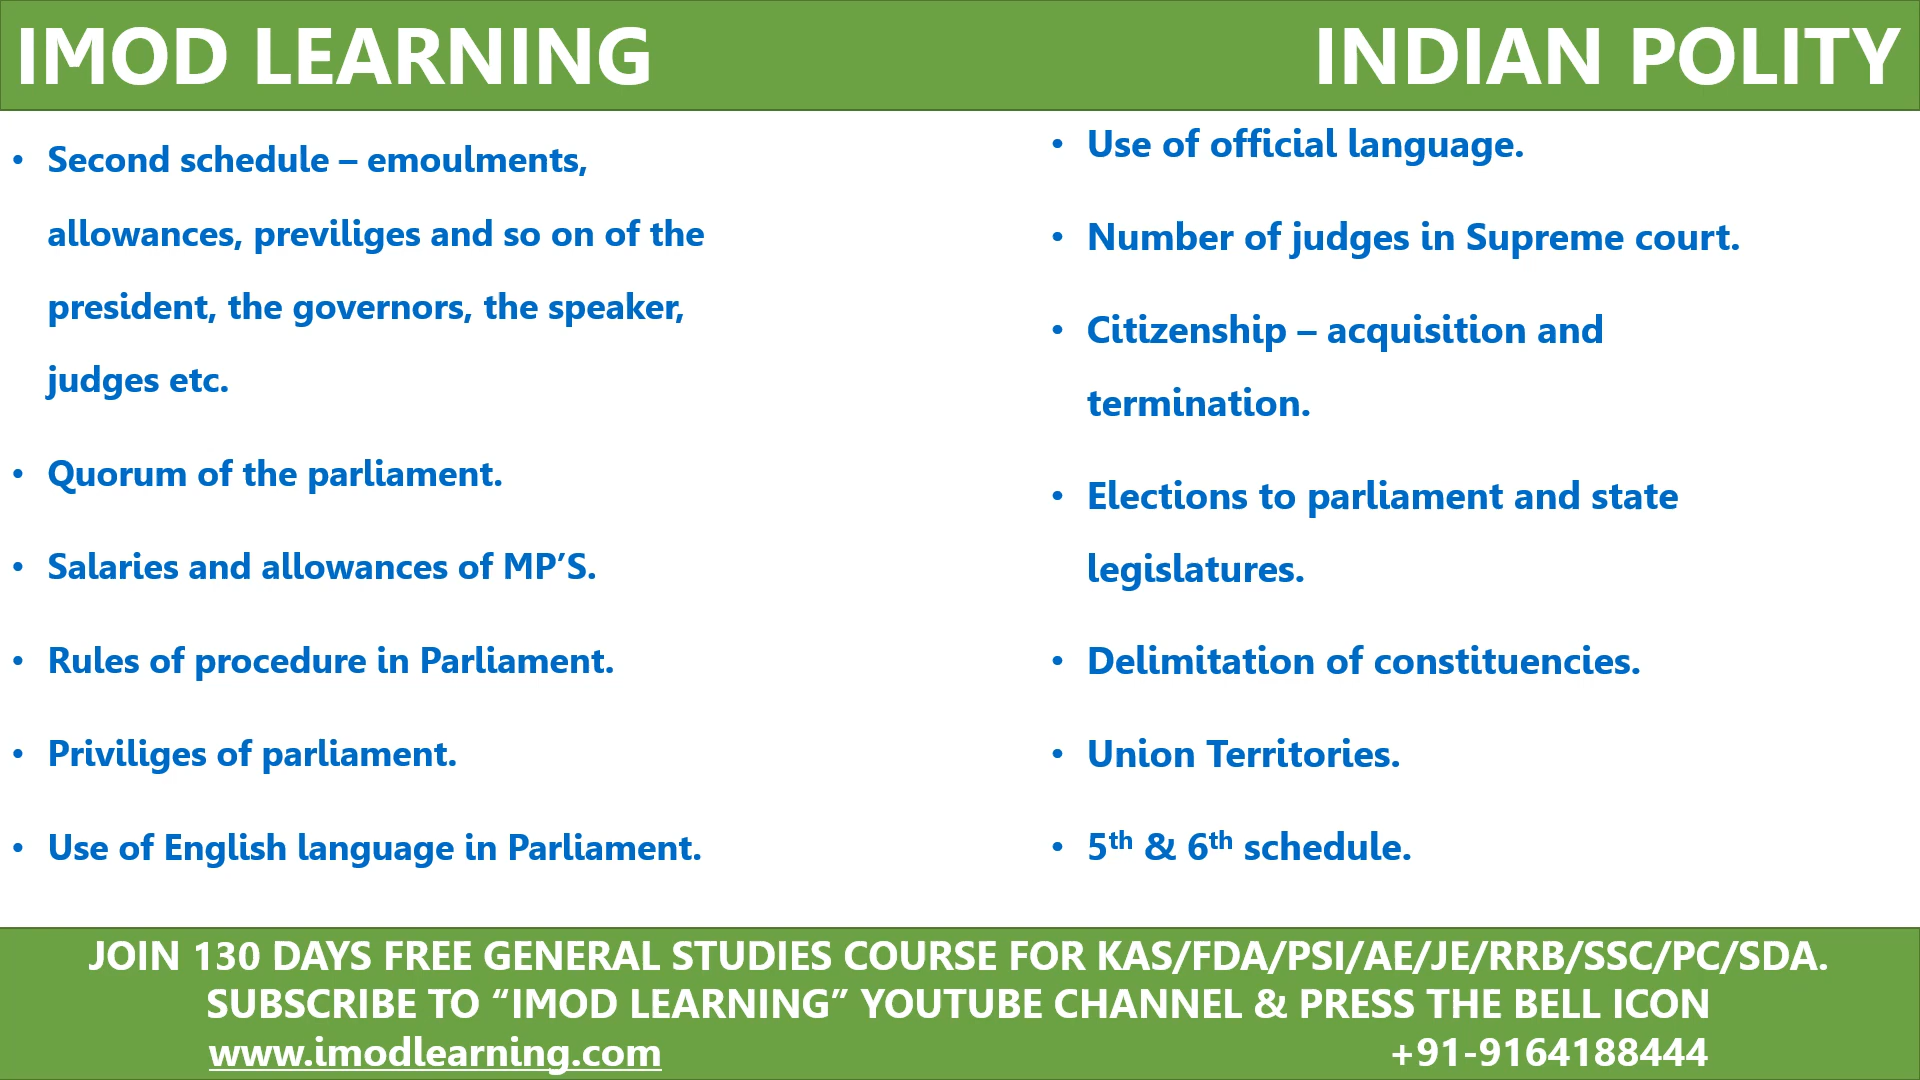 IMOD LEARNING
INDIAN POLITY
• Second schedule – emoulments,
allowances, previliges and so on of the
president, the governors, the speaker,
judges etc.
• Quorum of the parliament.
• Salaries and allowances of MP’S.
• Rules of procedure in Parliament.
• Priviliges of parliament.
• Use of English language in Parliament.
• Use of official language.
• Number of judges in Supreme court.
• Citizenship – acquisition and
termination.
• Elections to parliament and state
legislatures.
• Delimitation of constituencies.
• Union Territories.
• 5th & 6th schedule.
JOIN 130 DAYS FREE GENERAL STUDIES COURSE FOR KAS/FDA/PSI/AE/JE/RRB/SSC/PC/SDA.
SUBSCRIBE TO “IMOD LEARNING” YOUTUBE CHANNEL & PRESS THE BELL ICON
www.imodlearning.com
+91-9164188444